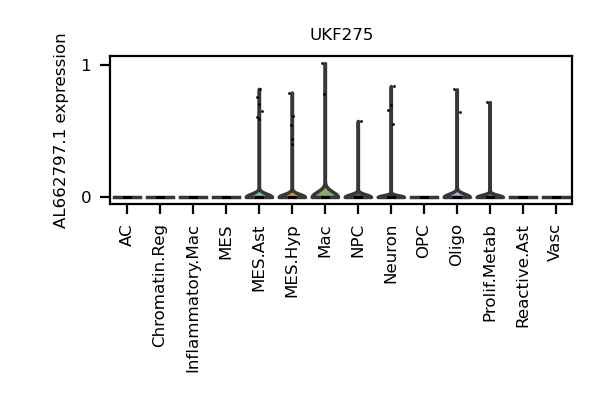 UKF275
AL662797.1 expression
1
0
AC
Chromatin.Reg
Inflammatory.Mac
MES
MES.Ast
MES.Hyp
Mac
NPC
Neuron
OPC
Oligo
Prolif.Metab
Reactive.Ast
Vasc